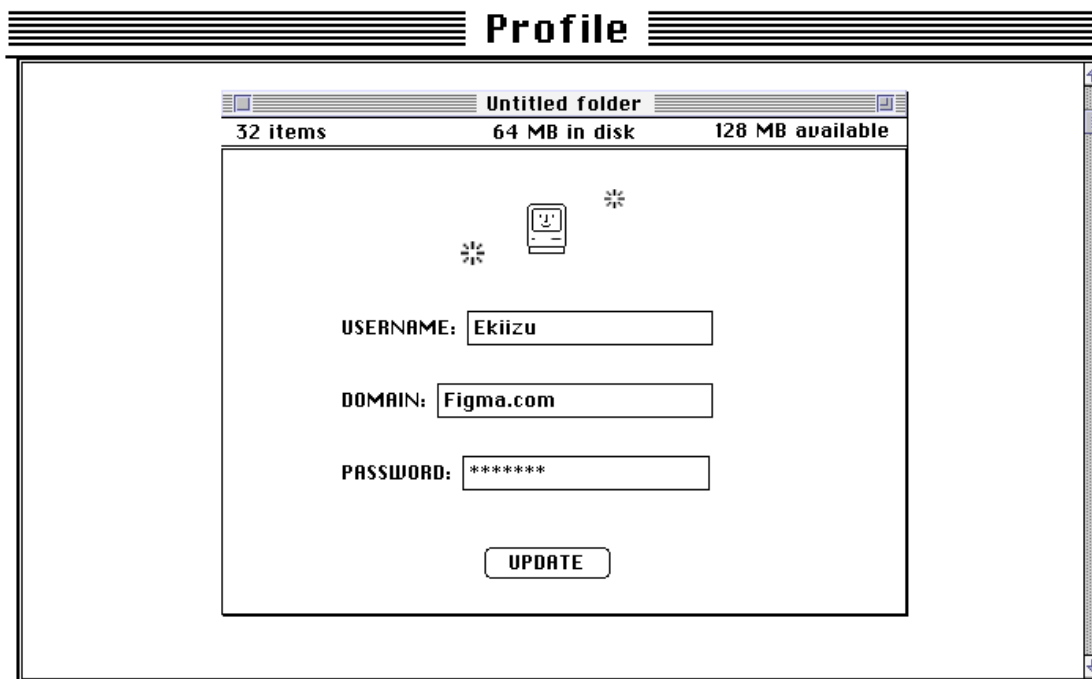 Profile
Untitled folder
32 items 64 MB in disk 128 MB available
USERNAME: Ekiizu
DOMAIN: Figma.com
PASSWORD: *******
UPDATE